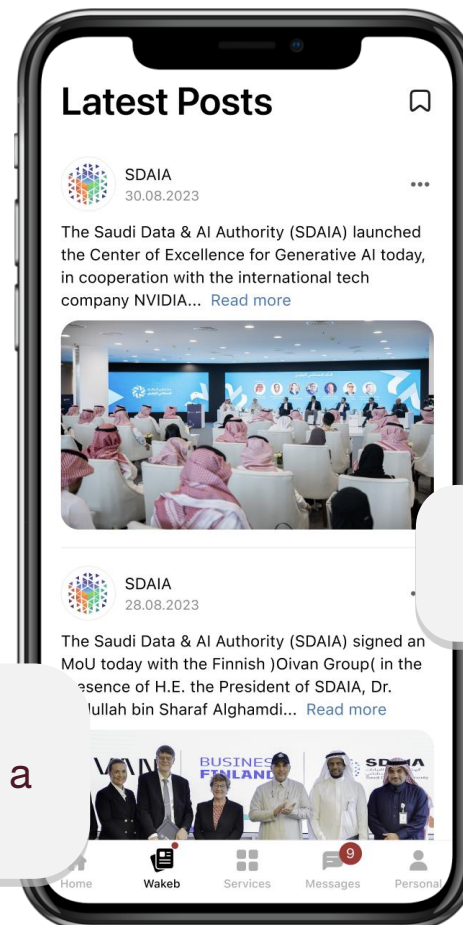 Latest Posts
SDAIA
30.08.2023
The Saudi Data & AI Authority (SDAIA) launched
the Center of Excellence for Generative AI today,
in cooperation with the international tech
company NVIDIA... Read more
SDAIA
28.08.2023
The Saudi Data & AI Authority (SDAIA) signed an
MoU today with the Finnish )Oivan Group( in the
esence of H.E. the President of SDAIA, Dr.
ullah bin Sharaf Alghamdi... Read more
a
VAN
BUSINES
FINLAND
SDAIA
9
Home
Wakeb
Services
Messages
Personal